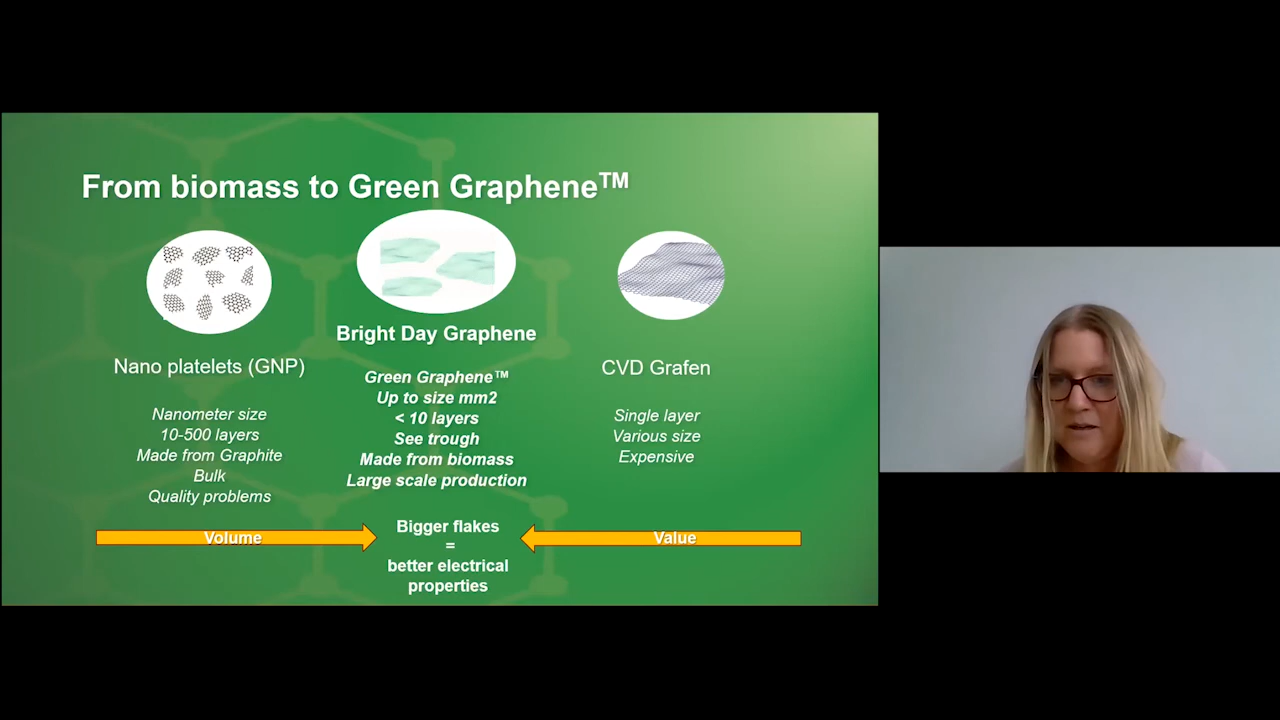 From biomass to Green Graphene™
Bright Day Graphene
Nano platelets (GNP)
CVD Grafen
Nanometer size
10-500 layers
Made from Graphite
Bulk
Quality problems
Green Graphene™
Up to size mm2
< 10 layers
See trough
Made from biomass
Large scale production
Single layer
Various size
Expensive
Volume
Bigger flakes
=
better electrical
properties
Value